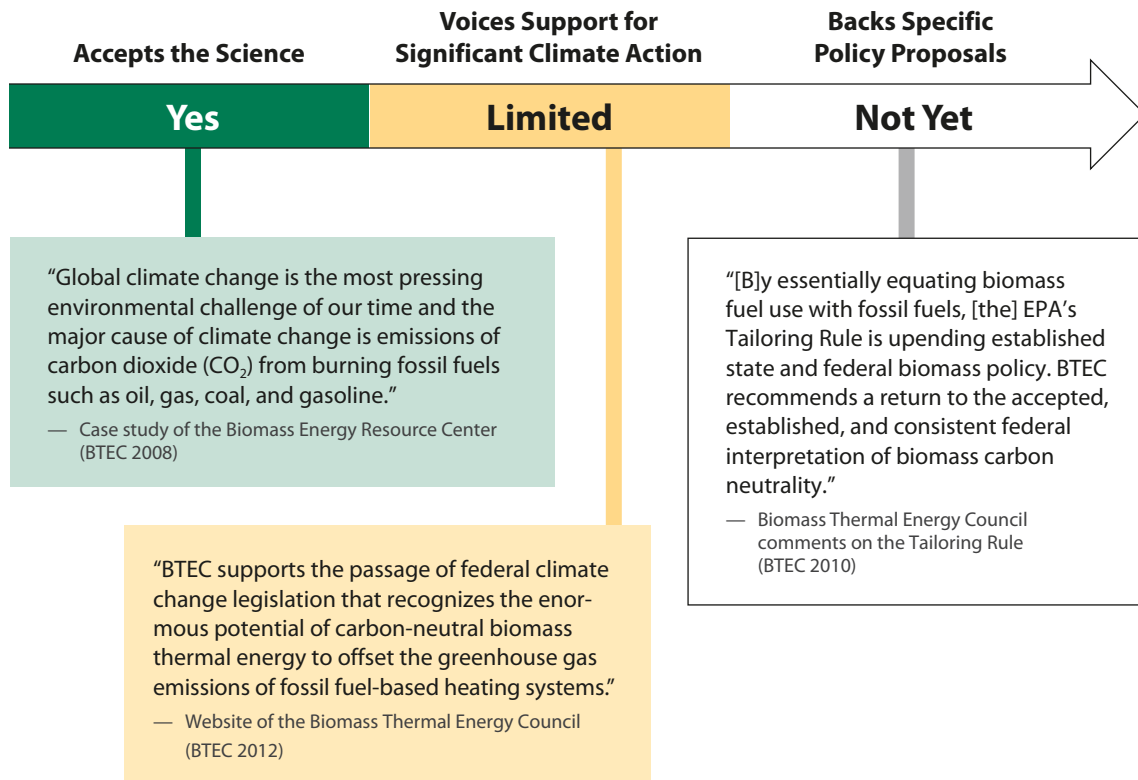 Accepts the Science
Voices Support for
Significant Climate Action
Backs Specific
Policy Proposals
Yes
Limited
Not Yet
“Global climate change is the most pressing
environmental challenge of our time and the
major cause of climate change is emissions of
carbon dioxide (CO₂) from burning fossil fuels
such as oil, gas, coal, and gasoline.”
— Case study of the Biomass Energy Resource Center
(BTEC 2008)
“BTEC supports the passage of federal climate
change legislation that recognizes the enor-
mous potential of carbon-neutral biomass
thermal energy to offset the greenhouse gas
emissions of fossil fuel-based heating systems.”
— Website of the Biomass Thermal Energy Council
(BTEC 2012)
“[B]y essentially equating biomass
fuel use with fossil fuels, [the] EPA’s
Tailoring Rule is upending established
state and federal biomass policy. BTEC
recommends a return to the accepted,
established, and consistent federal
interpretation of biomass carbon
neutrality.”
— Biomass Thermal Energy Council
comments on the Tailoring Rule
(BTEC 2010)